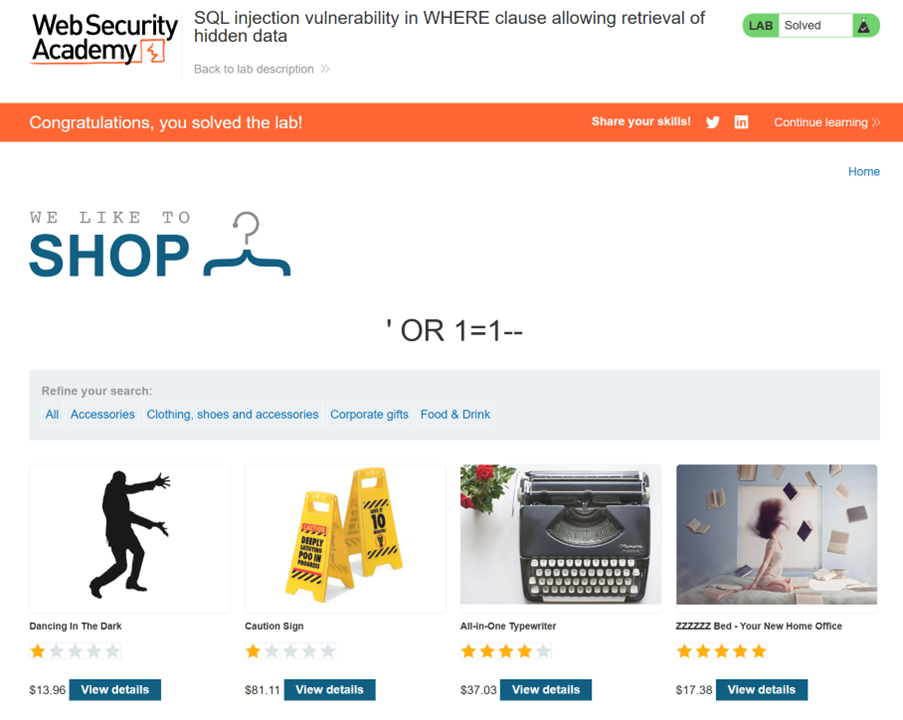 Web Security
Academy
SQL injection vulnerability in WHERE clause allowing retrieval of
hidden data
Back to lab description
LAB Solved
Congratulations, you solved the lab!
Share your skills!
Continue learning
Home
WE LIKE TO
SHOP
' OR 1=1--
Refine your search:
All Accessories Clothing, shoes and accessories Corporate gifts Food & Drink
CAUTION
DEEPLY
SATISFYING
POO IN
PROGRESS
GIVE IT
10
MINUTES
Dancing In The Dark
Caution Sign
All-in-One Typewriter
ZZZZZZ Bed - Your New Home Office
$13.96 View details
$81.11 View details
$37.03 View details
$17.38 View details